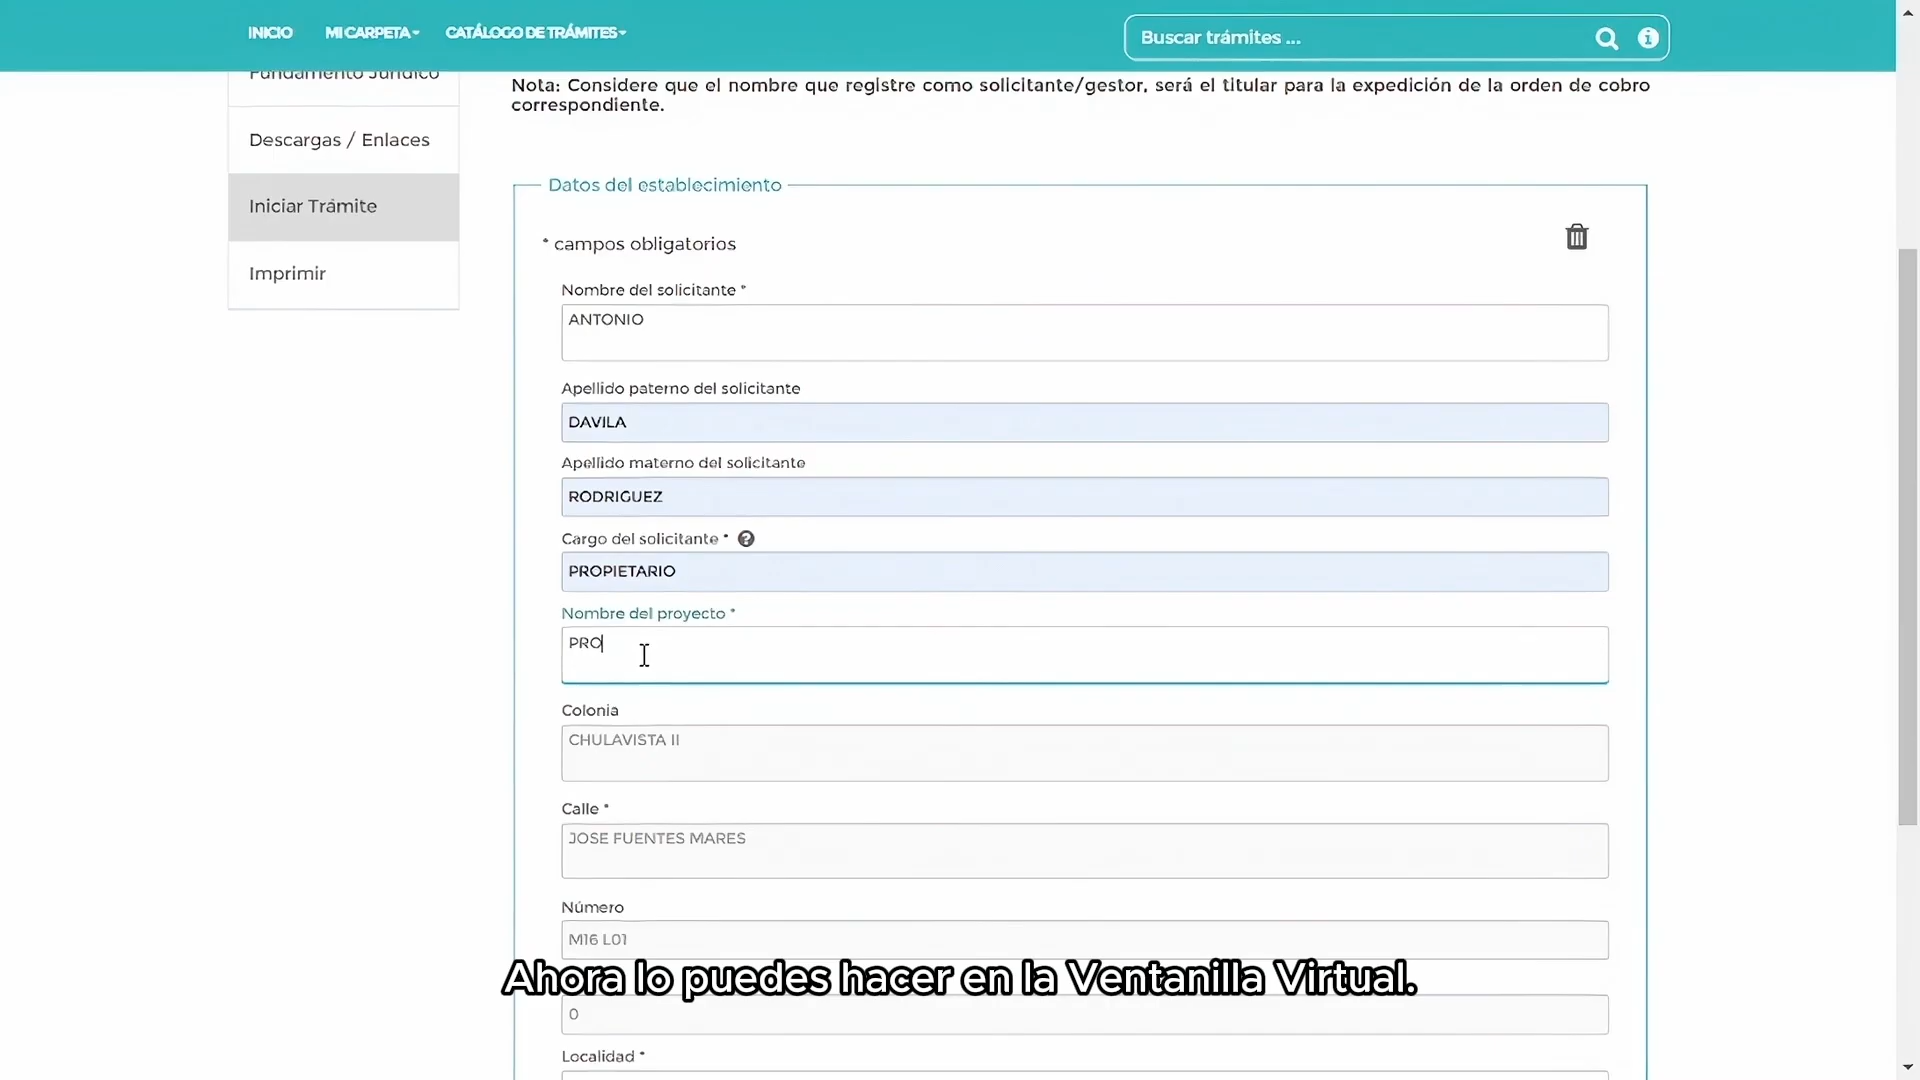 INICIO
MI CARPETA
CATÁLOGO DE TRÁMITES
Buscar trámites ...
Fundamento Jurídico
Descargas / Enlaces
Iniciar Trámite
Imprimir
Nota: Considere que el nombre que registre como solicitante/gestor, será el titular para la expedición de la orden de cobro
correspondiente.
Datos del establecimiento
* campos obligatorios
Nombre del solicitante *
ANTONIO
Apellido paterno del solicitante
DAVILA
Apellido materno del solicitante
RODRIGUEZ
Cargo del solicitante *
PROPIETARIO
Nombre del proyecto *
PRO
Colonia
CHULAVISTA II
Calle *
JOSE FUENTES MARES
Número
M16 L01
Ahora lo puedes hacer en la Ventanilla Virtual.
0
Localidad *